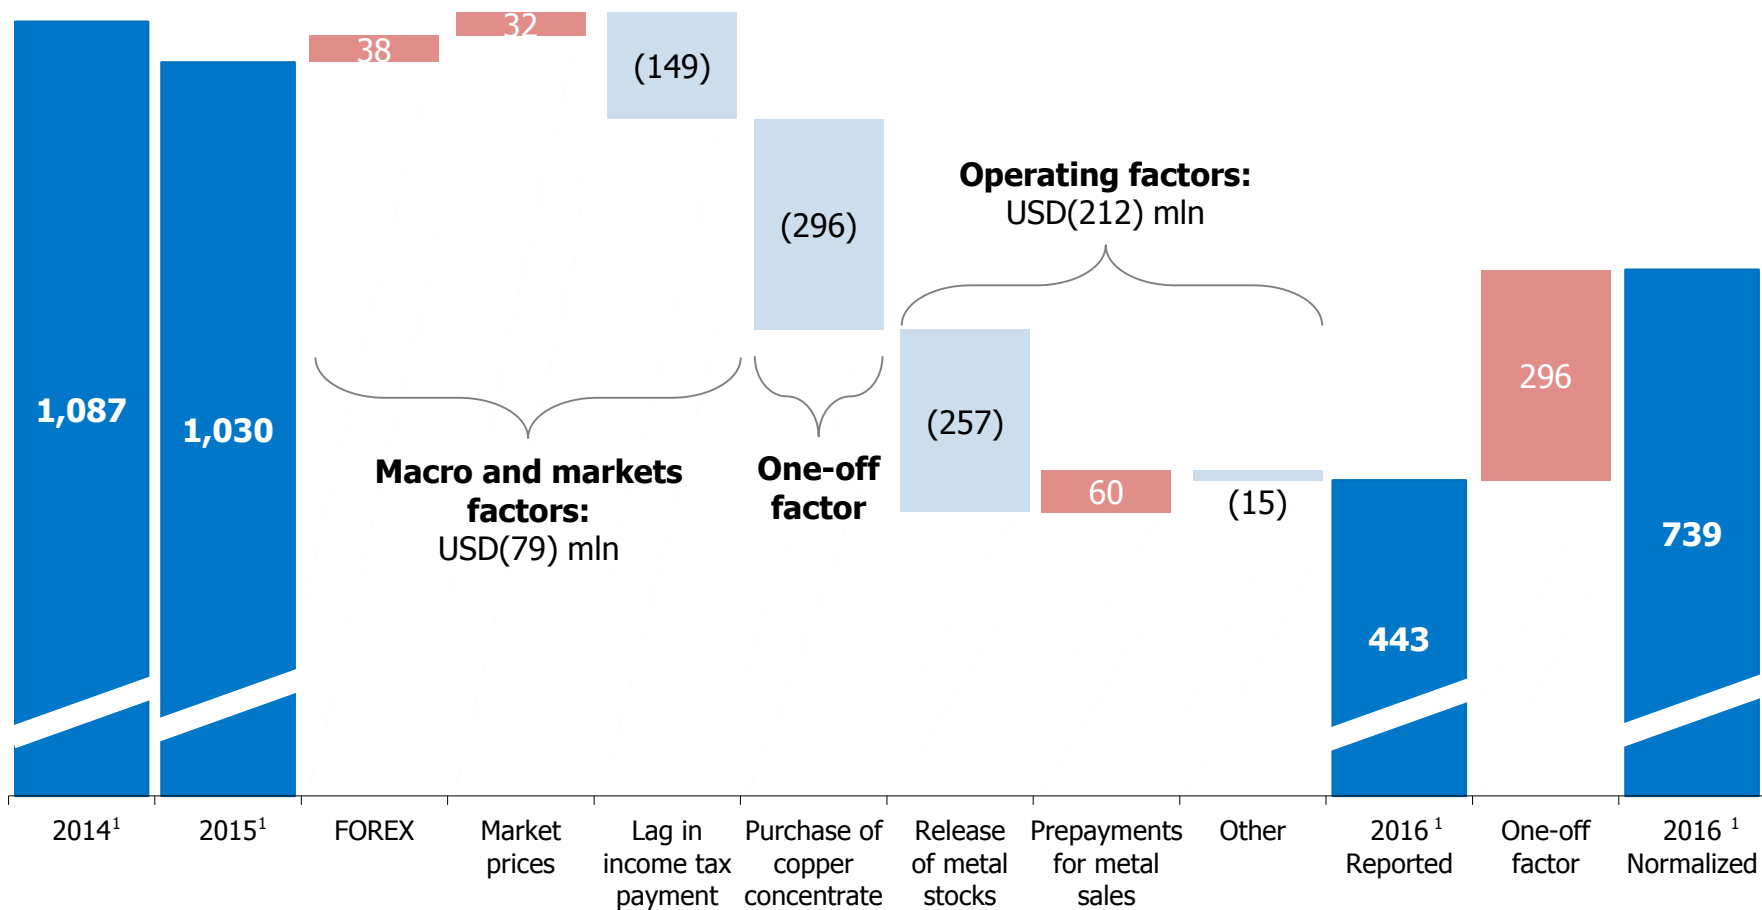 38
32
(149)
(296)
Operating factors:
USD(212) mln
1,087
1,030
Macro and markets
factors:
USD(79) mln
One-off
factor
(257)
60
(15)
443
296
739
2014¹
2015¹
FOREX
Market
prices
Lag in
income tax
payment
Purchase of
copper
concentrate
Release
of metal
stocks
Prepayments
for metal
sales
Other
2016 ¹
Reported
One-off
factor
2016 ¹
Normalized